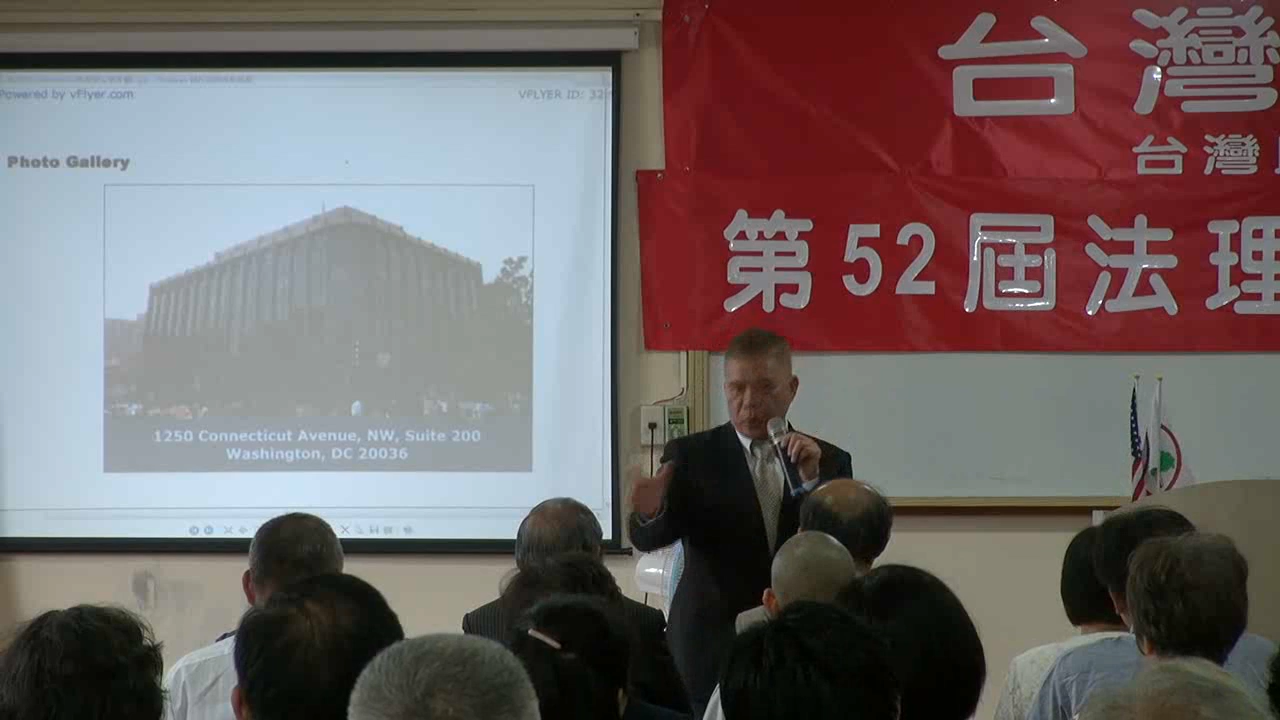 Powered by vFlyer.com
VFLYER ID: 32
Photo Gallery
1250 Connecticut Avenue, NW, Suite 200
Washington, DC 20036
台灣
台灣
第52屆法理